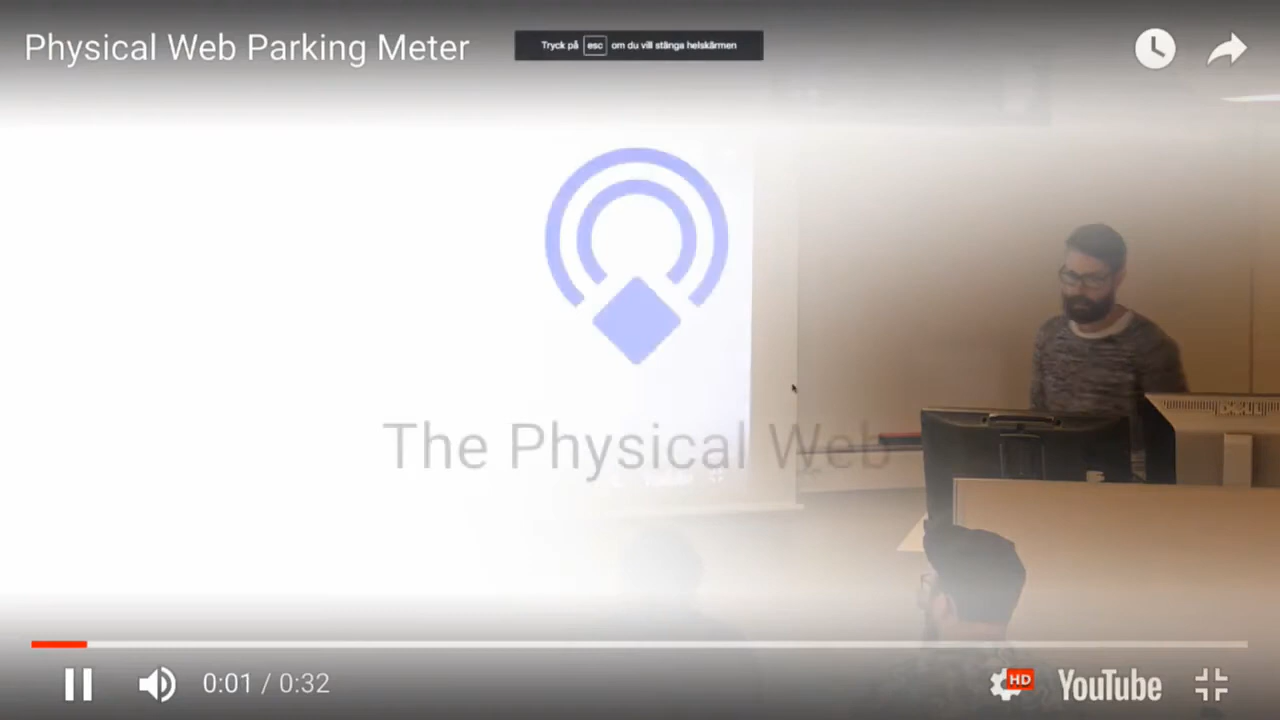 Physical Web Parking Meter
Tryck på esc om du vill stänga helskärmen
The Physical Web
DELL
0:01 / 0:32
HD
YouTube